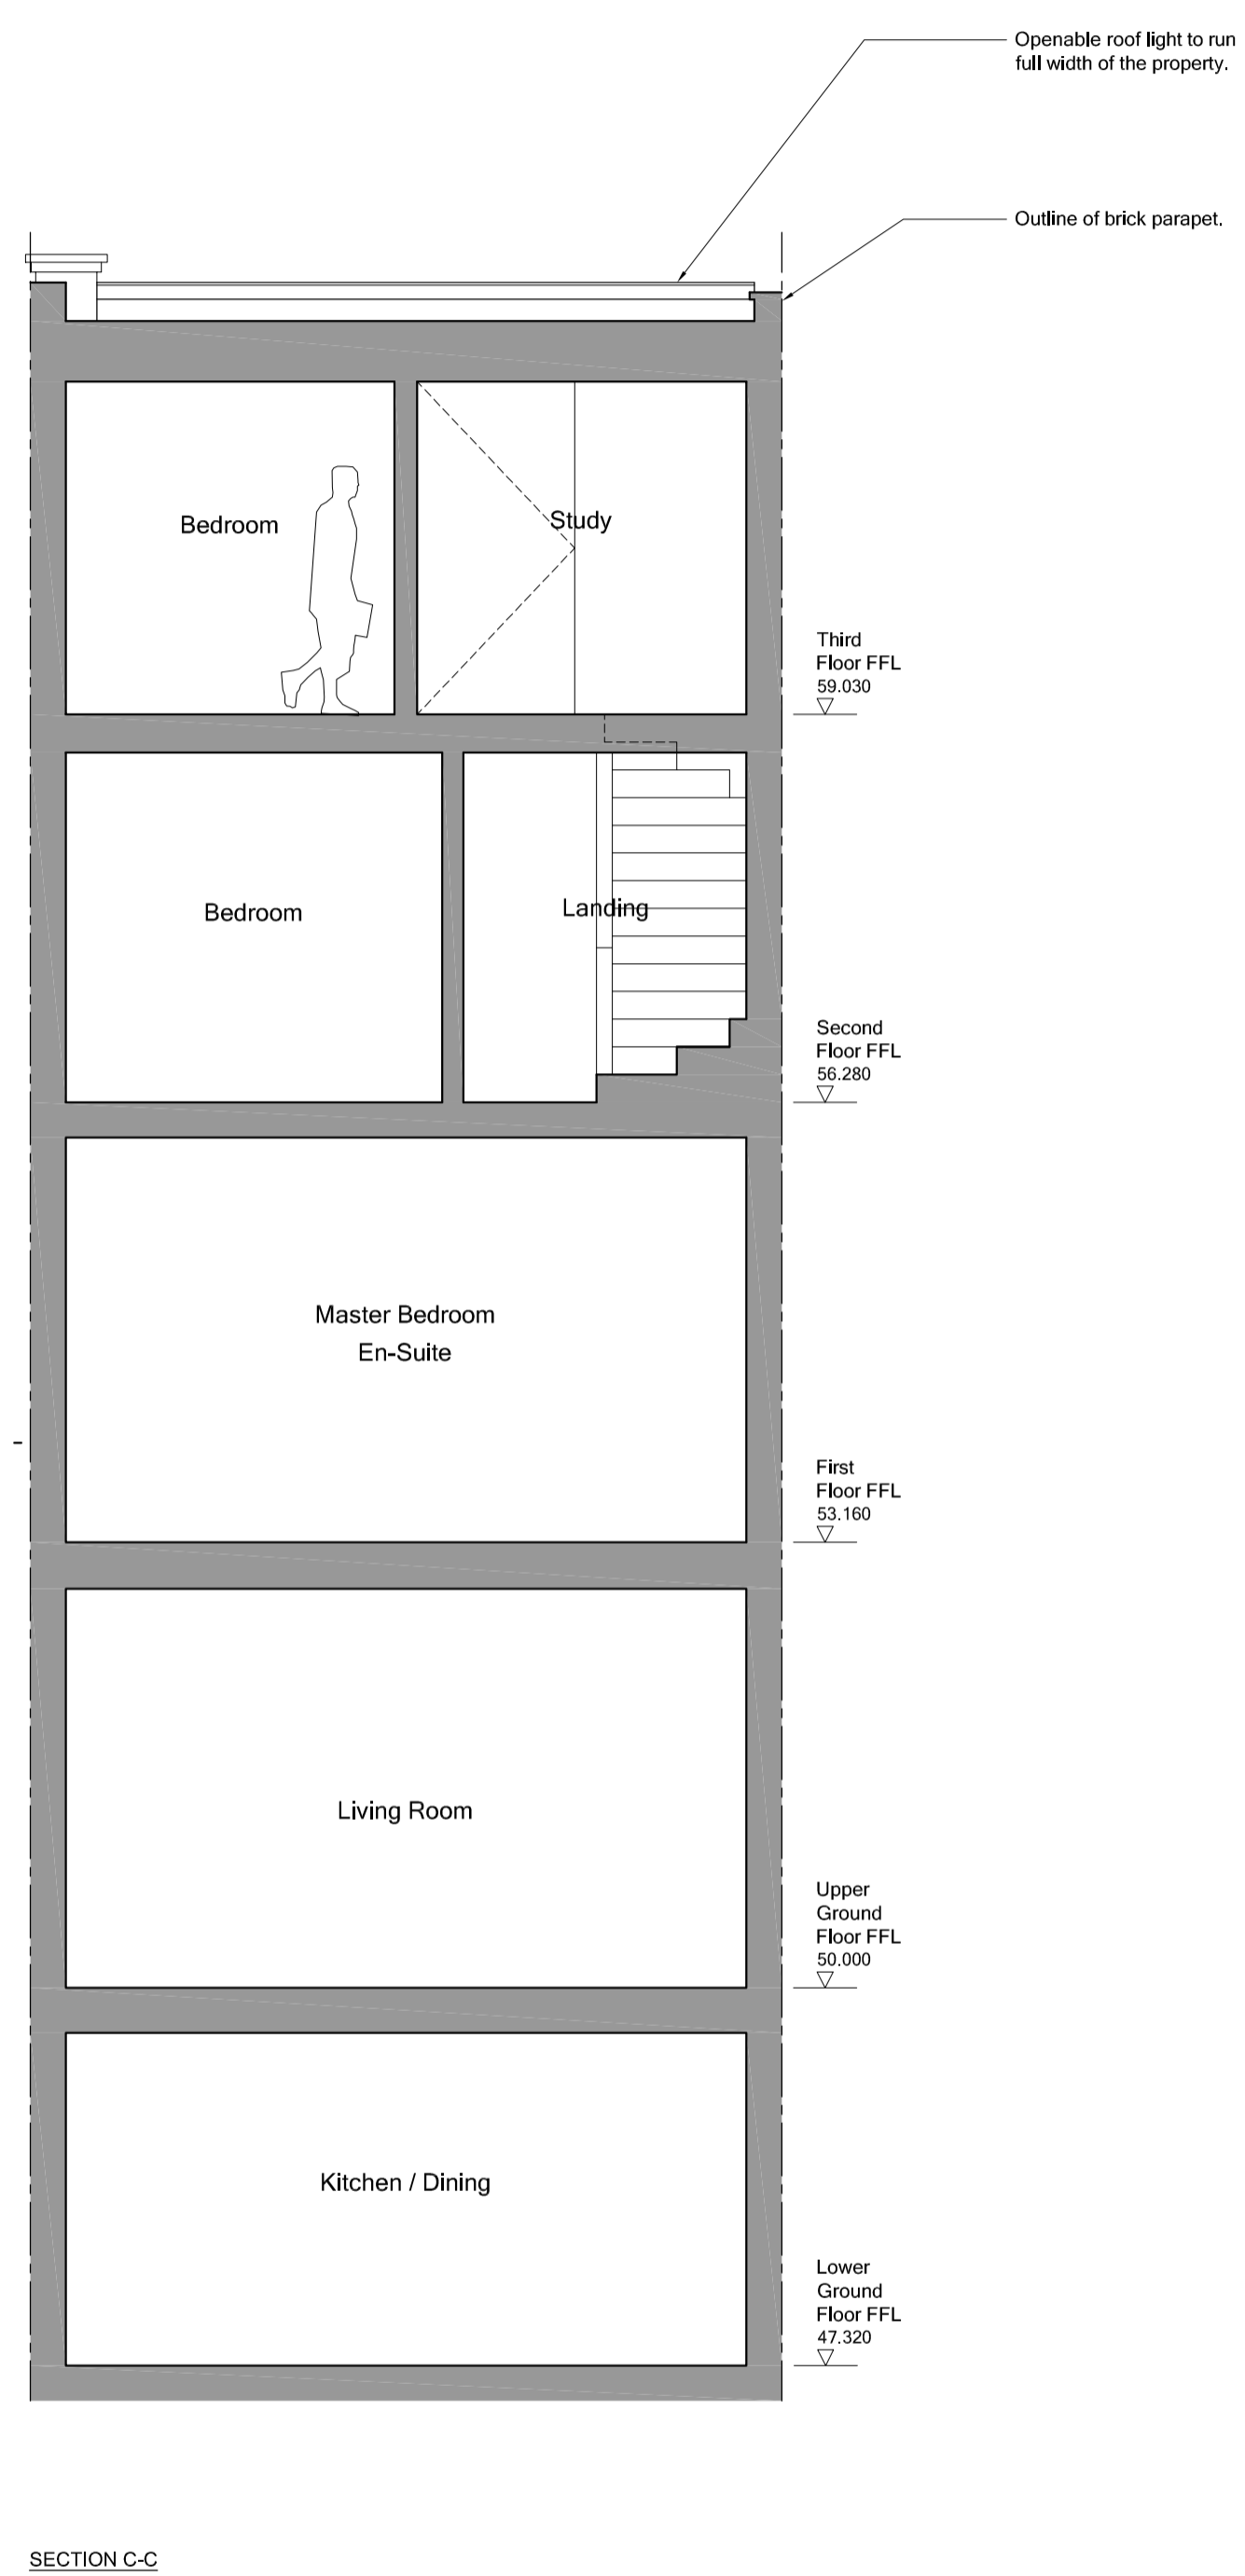 Openable roof light to run
full width of the property.
Outline of brick parapet.
Bedroom
Study
Third
Floor FFL
59.030
Bedroom
Landing
Second
Floor FFL
56.280
Master Bedroom
En-Suite
First
Floor FFL
53.160
Living Room
Upper
Ground
Floor FFL
50.000
Kitchen / Dining
Lower
Ground
Floor FFL
47.320
SECTION C-C